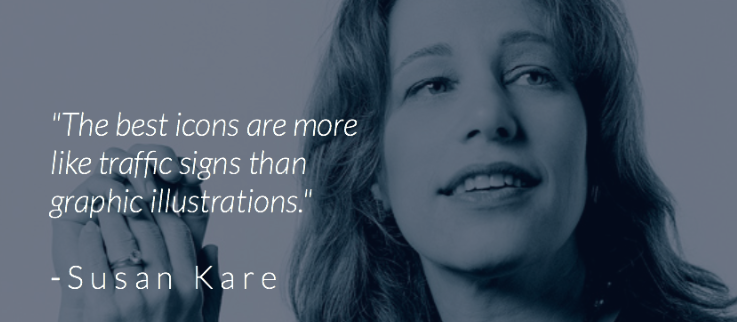 "The best icons are more
like traffic signs than
graphic illustrations."
-Susan Kare